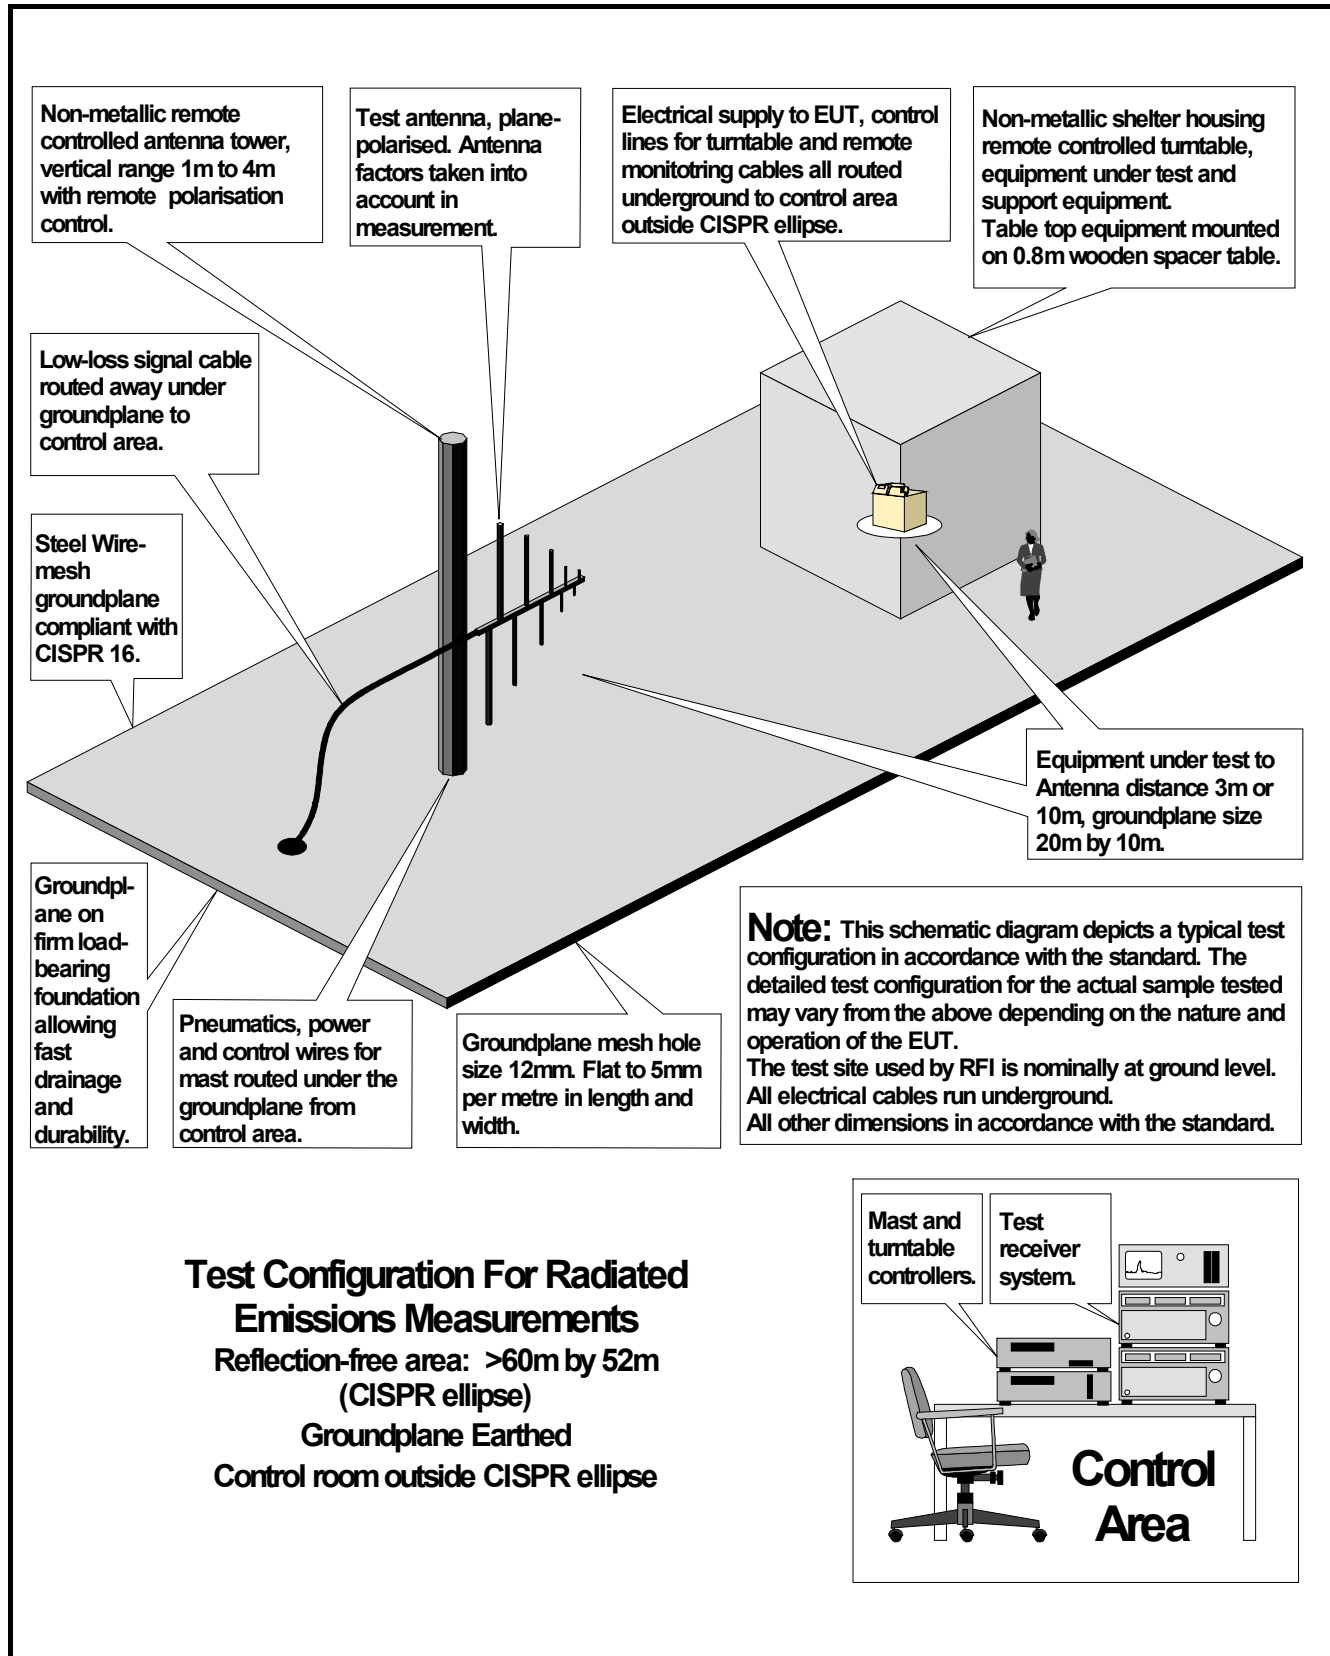 Non-metallic remote
controlled antenna tower,
vertical range 1m to 4m
with remote polarisation
control.
Test antenna, plane-
polarised. Antenna
factors taken into
account in
measurement.
Electrical supply to EUT, control
lines for turntable and remote
monitotring cables all routed
underground to control area
outside CISPR ellipse.
Non-metallic shelter housing
remote controlled turntable,
equipment under test and
support equipment.
Table top equipment mounted
on 0.8m wooden spacer table.
Low-loss signal cable
routed away under
groundplane to
control area.
Steel Wire-
mesh
groundplane
compliant with
CISPR 16.
Equipment under test to
Antenna distance 3m or
10m, groundplane size
20m by 10m.
Groundpl-
ane on
firm load-
bearing
foundation
allowing
fast
drainage
and
durability.
Pneumatics, power
and control wires for
mast routed under the
groundplane from
control area.
Groundplane mesh hole
size 12mm. Flat to 5mm
per metre in length and
width.
Note: This schematic diagram depicts a typical test
configuration in accordance with the standard. The
detailed test configuration for the actual sample tested
may vary from the above depending on the nature and
operation of the EUT.
The test site used by RFI is nominally at ground level.
All electrical cables run underground.
All other dimensions in accordance with the standard.
Test Configuration For Radiated
Emissions Measurements
Reflection-free area: >60m by 52m
(CISPR ellipse)
Groundplane Earthed
Control room outside CISPR ellipse
Mast and
turntable
controllers.
Test
receiver
system.
Control
Area